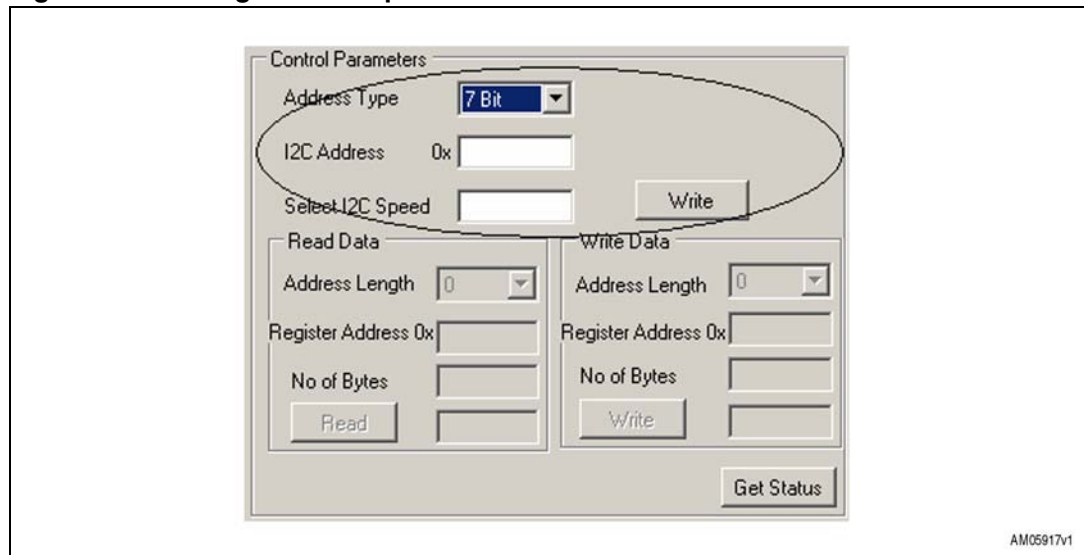 Control Parameters
Address Type 7 Bit
I2C Address 0x
Select I2C Speed Write
Read Data
Address Length 0
Register Address 0x
No of Bytes
Read
Write Data
Address Length 0
Register Address 0x
No of Bytes
Write
Get Status
AM05917v1